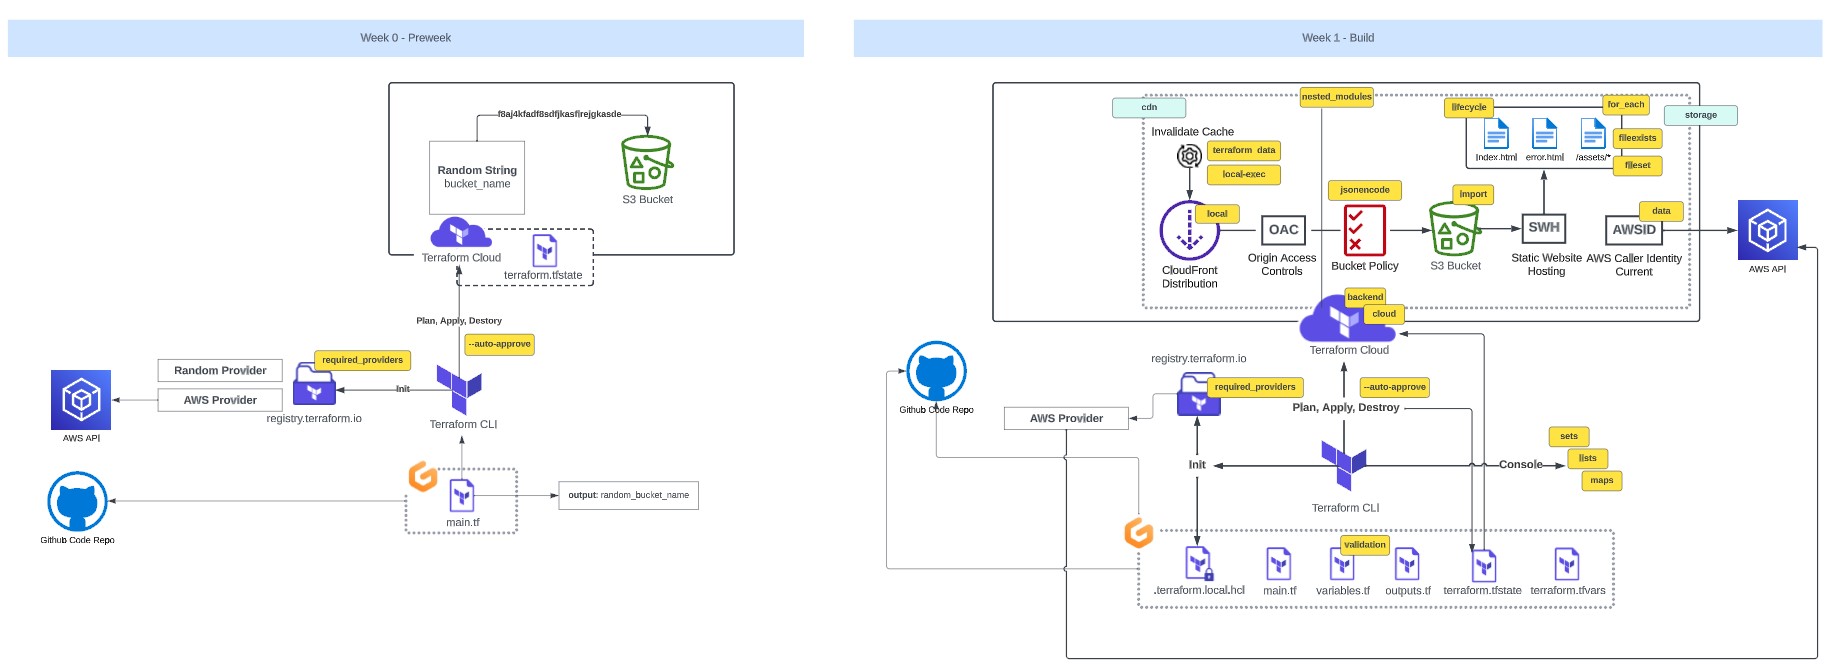 Week 0 - Preweek
f8aj4kfadf8sdfjkasfirejgkasde
Random String
bucket_name
S3 Bucket
Terraform Cloud
terraform.tfstate
Plan, Apply, Destory
--auto-approve
required_providers
Random Provider
AWS Provider
Init
registry.terraform.io
Terraform CLI
AWS API
main.tf
output: random_bucket_name
Github Code Repo
Week 1 - Build
nested_modules
cdn
lifecycle
for_each
storage
Invalidate Cache
terraform data
local-exec
Index.html
error.html
/assets/*
fileexists
fileset
jsonencode
import
local
data
OAC
SWH
AWSID
CloudFront
Distribution
Origin Access
Controls
Bucket Policy
S3 Bucket
Static Website
Hosting
AWS Caller Identity
Current
AWS API
backend
cloud
Terraform Cloud
registry.terraform.io
required_providers
--auto-approve
Plan, Apply, Destroy
Github Code Repo
AWS Provider
Init
Console
sets
lists
maps
Terraform CLI
validation
.terraform.local.hcl
main.tf
variables.tf
outputs.tf
terraform.tfstate
terraform.tfvars